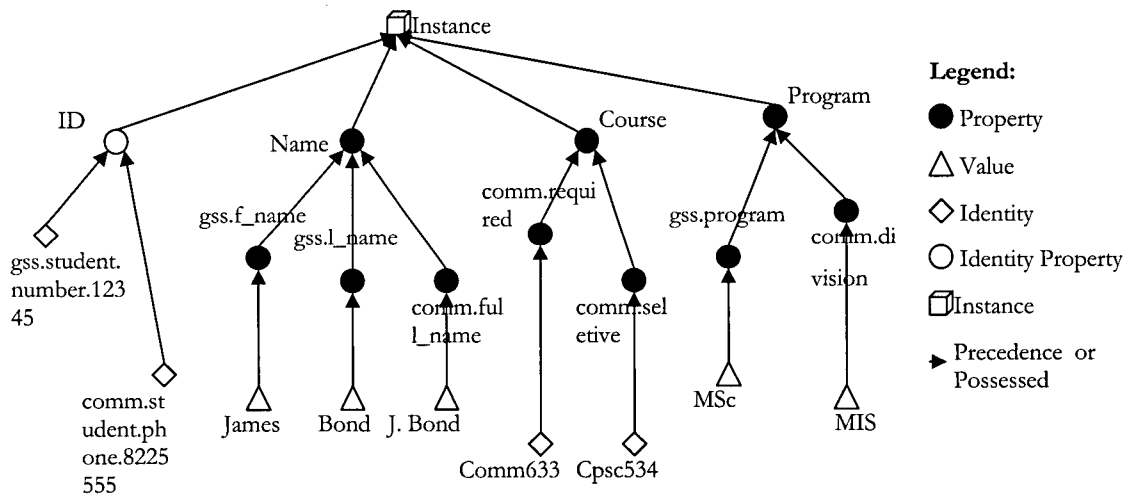 Instance
ID
Name
Course
Program
Legend:
Property
Value
Identity
Identity Property
Instance
Precedence or
Possessed
gss.f_name
gss.l_name
comm.requi
red
gss.program
comm.di
vision
gss.student.
number.123
45
comm.ful
l_name
comm.sel
etive
comm.st
udent.ph
one.8225
555
James
Bond
J. Bond
Comm633
Cpsc534
MSc
MIS